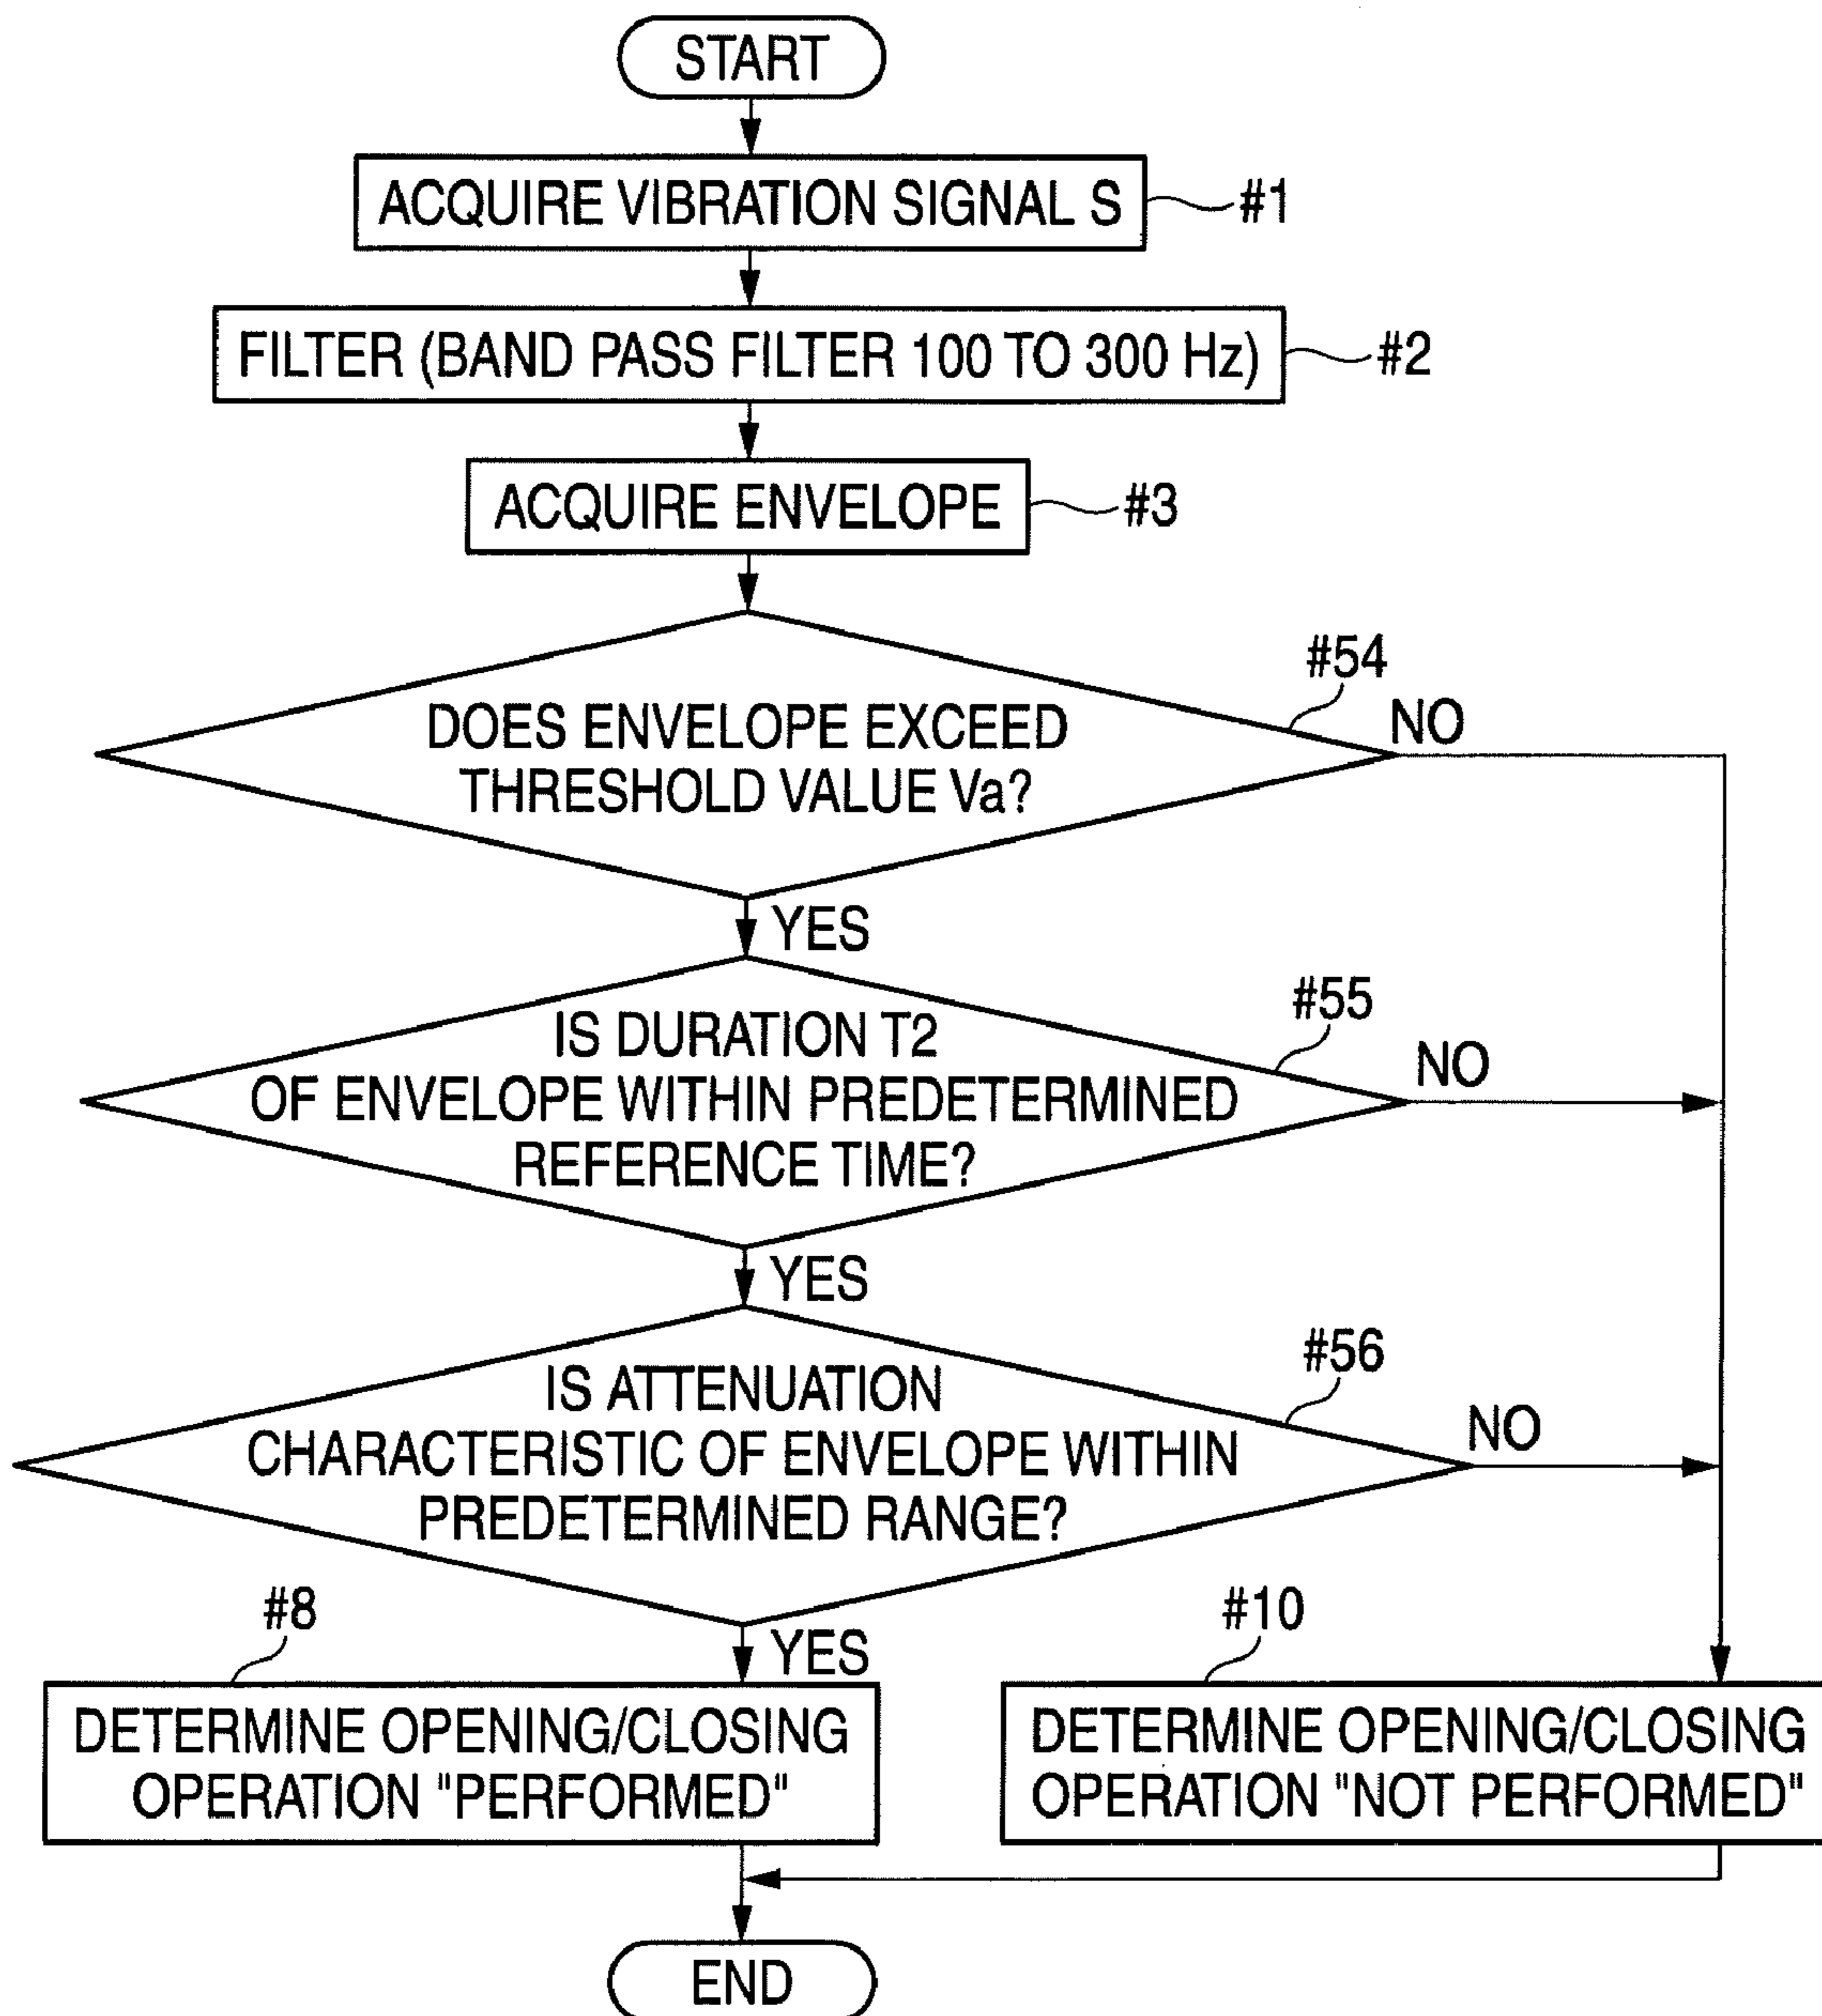 START
ACQUIRE VIBRATION SIGNAL S
#1
FILTER (BAND PASS FILTER 100 TO 300 Hz)
#2
ACQUIRE ENVELOPE
#3
#54
DOES ENVELOPE EXCEED
THRESHOLD VALUE Va?
NO
YES
#55
IS DURATION T2
OF ENVELOPE WITHIN PREDETERMINED
REFERENCE TIME?
NO
YES
#56
IS ATTENUATION
CHARACTERISTIC OF ENVELOPE WITHIN
PREDETERMINED RANGE?
NO
YES
#8
DETERMINE OPENING/CLOSING
OPERATION "PERFORMED"
#10
DETERMINE OPENING/CLOSING
OPERATION "NOT PERFORMED"
END